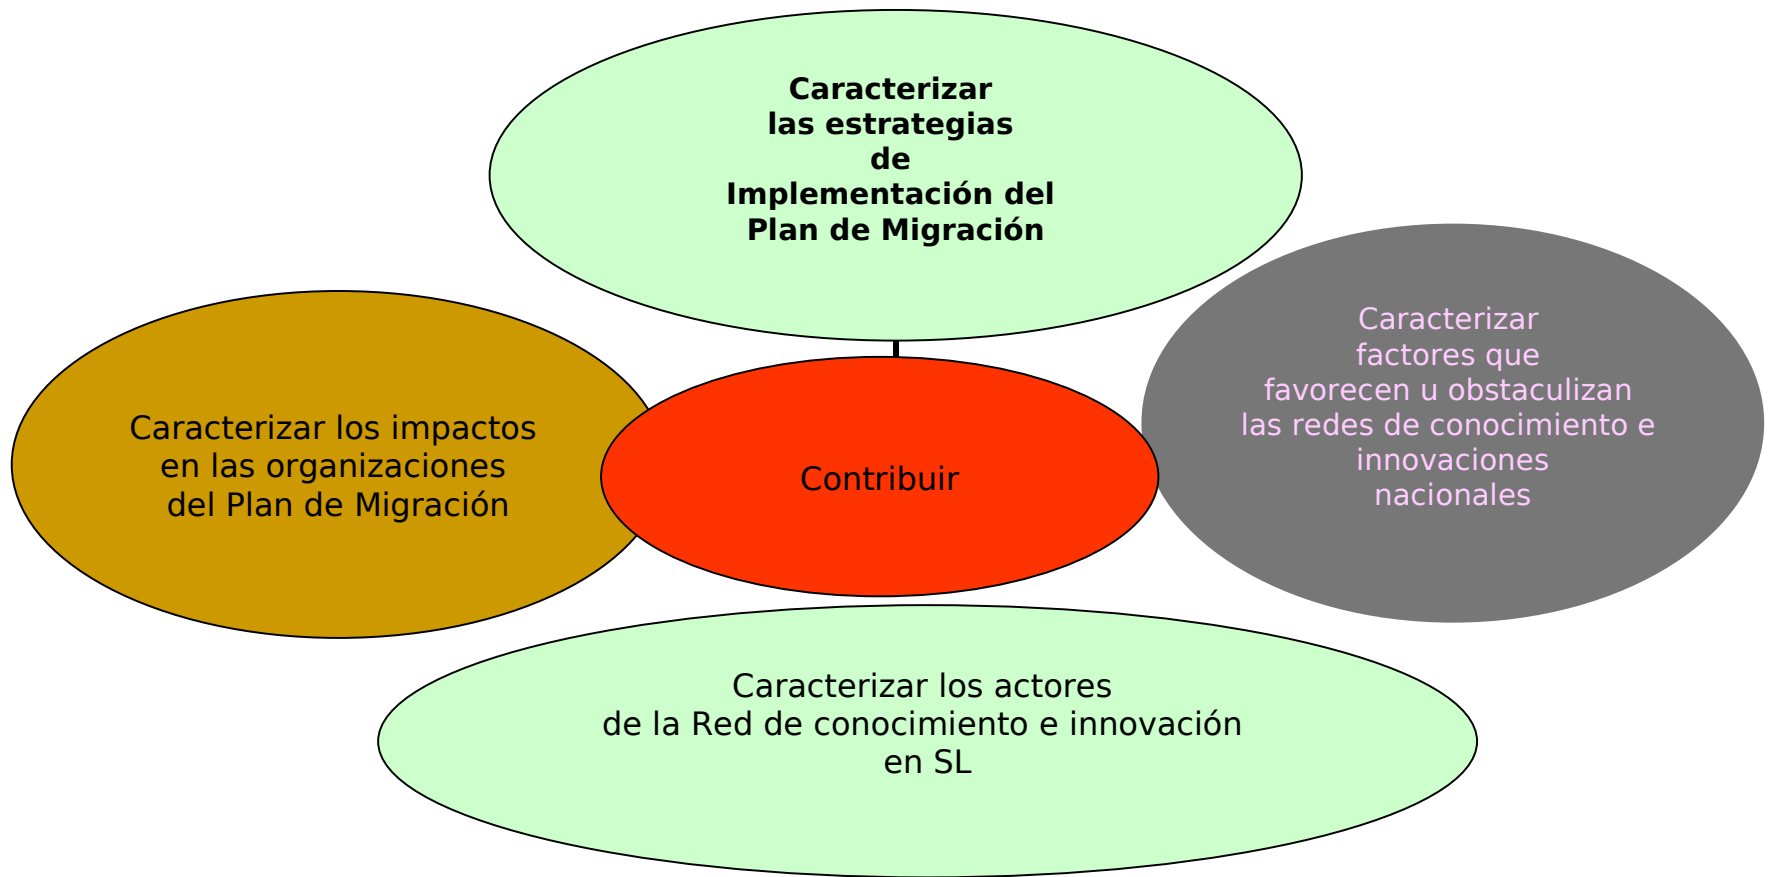 Caracterizar
las estrategias
de
Implementación del
Plan de Migración
Caracterizar
factores que
favorecen u obstaculizan
las redes de conocimiento e
innovaciones
nacionales
Caracterizar los impactos
en las organizaciones
del Plan de Migración
Contribuir
Caracterizar los actores
de la Red de conocimiento e innovación
en SL